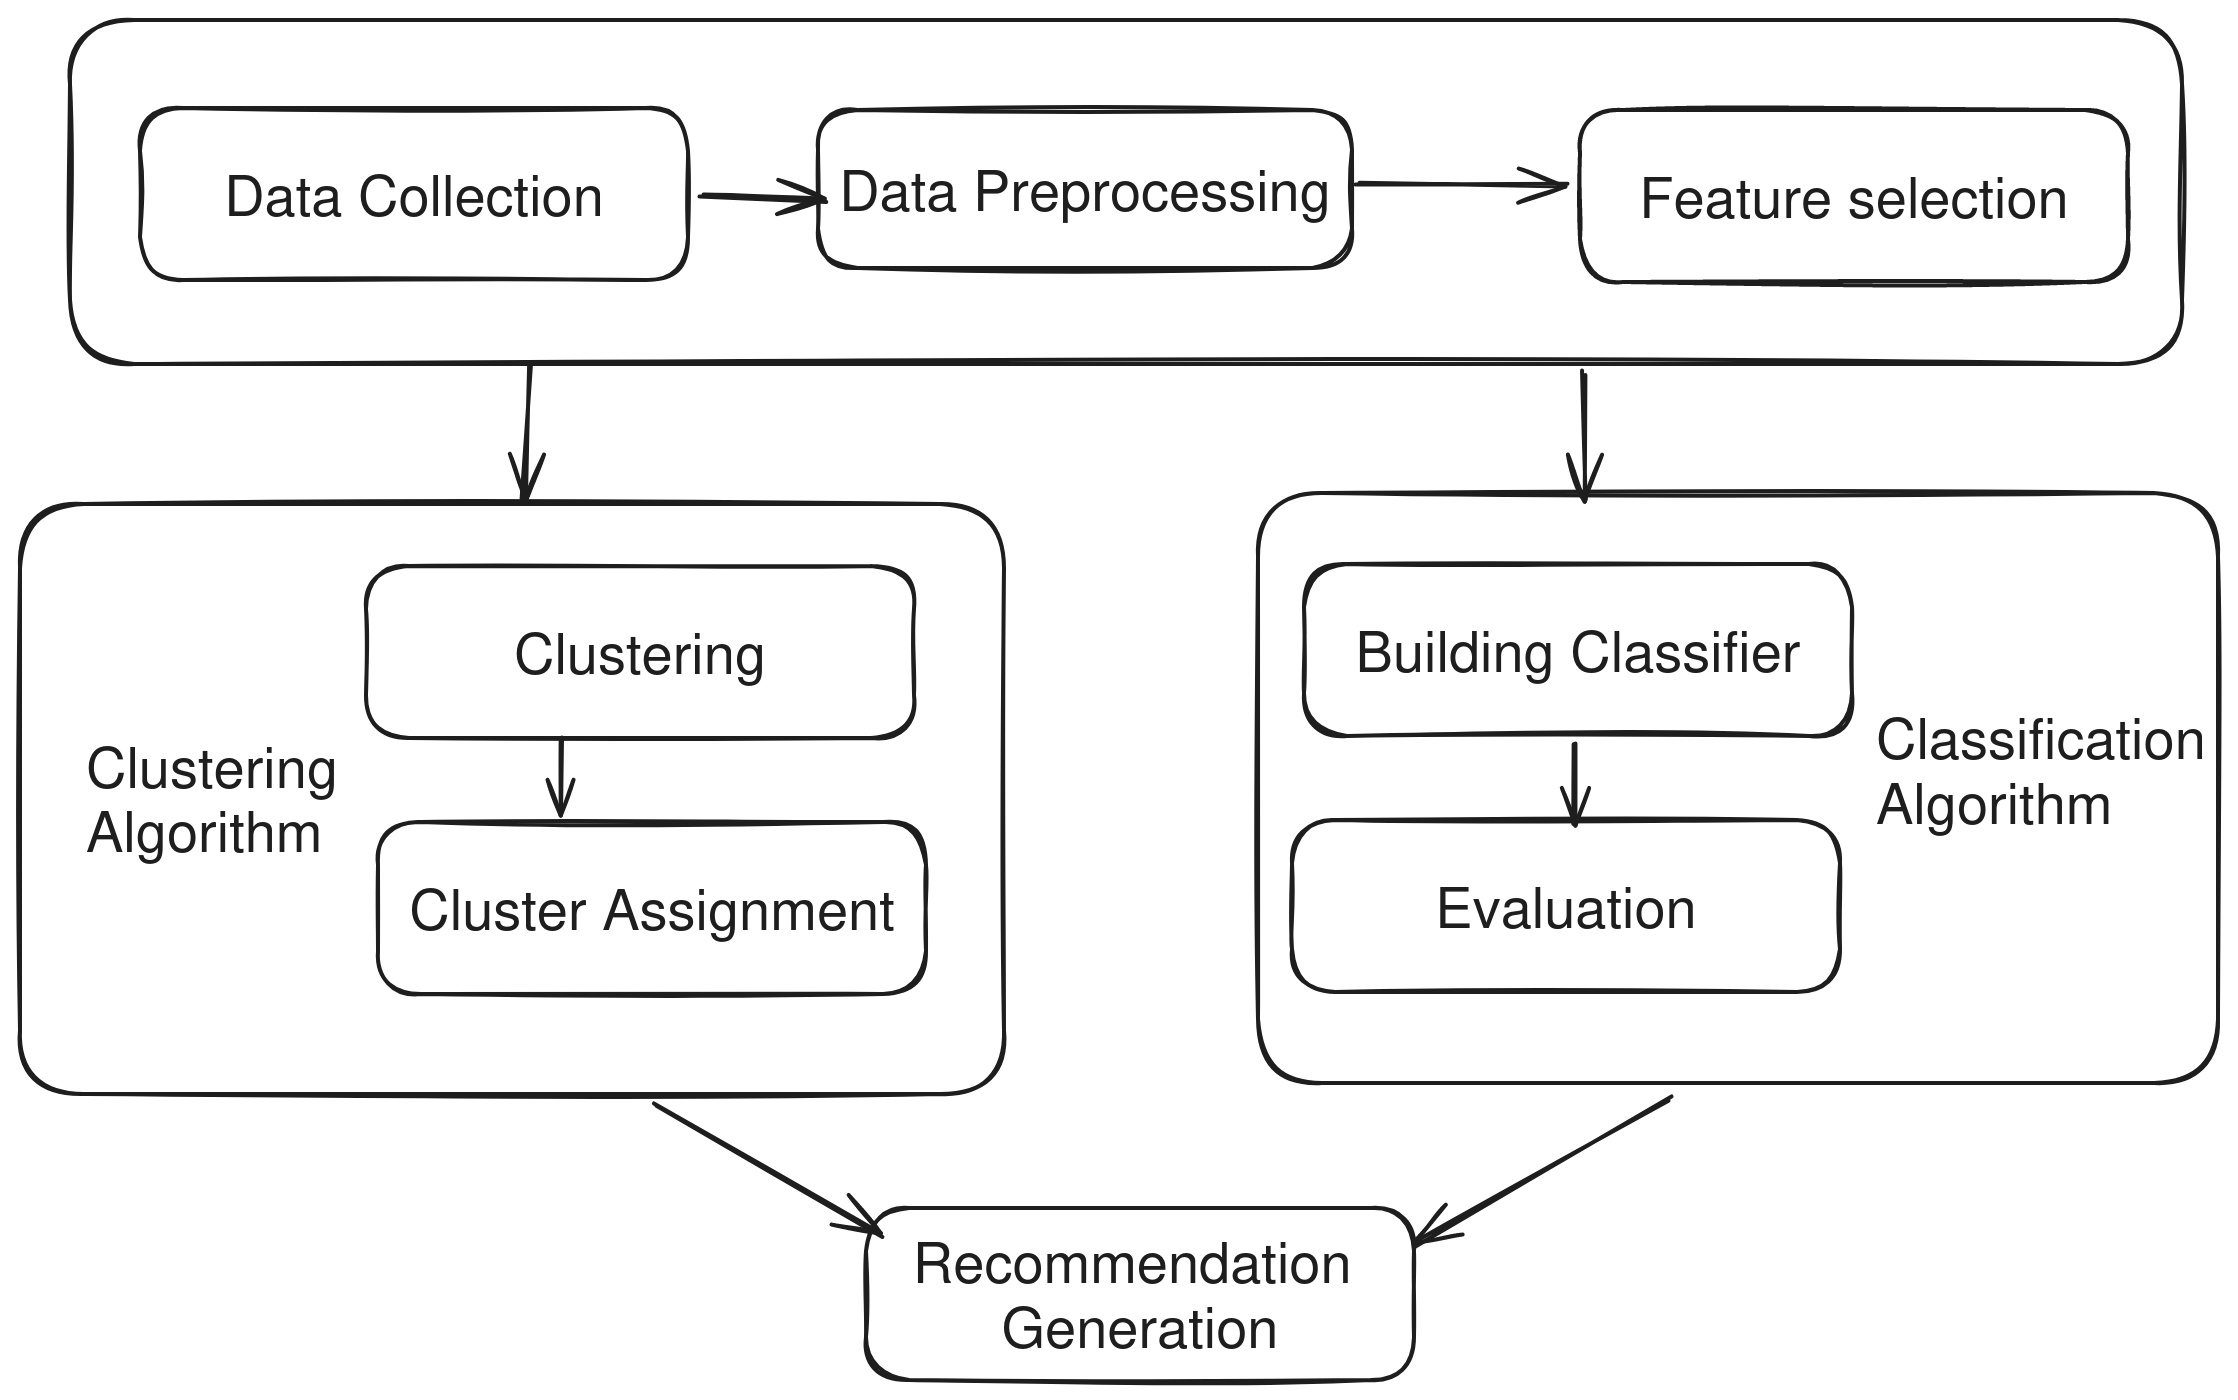 Data Collection
Data Preprocessing
Feature selection
Clustering
Algorithm
Clustering
Cluster Assignment
Building Classifier
Evaluation
Classification
Algorithm
Recommendation
Generation